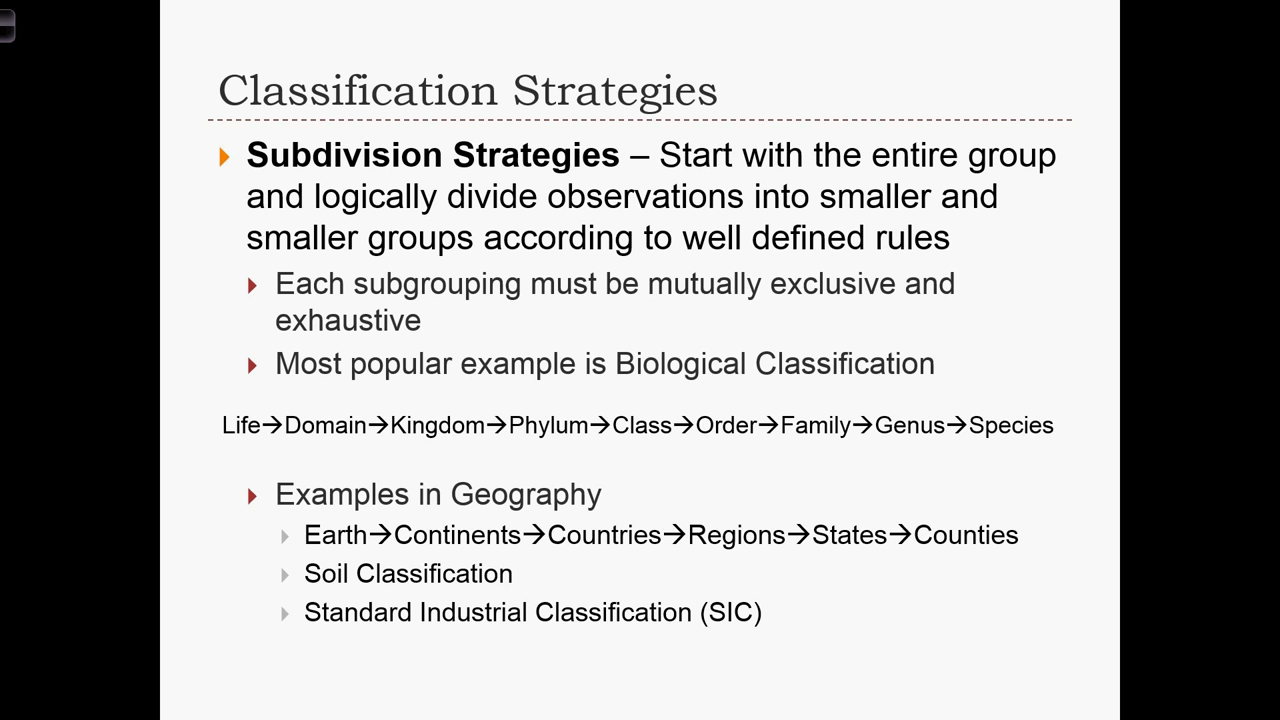 Classification Strategies
Subdivision Strategies – Start with the entire group
and logically divide observations into smaller and
smaller groups according to well defined rules
Each subgrouping must be mutually exclusive and
exhaustive
Most popular example is Biological Classification
Life→Domain→Kingdom→Phylum→Class→Order→Family→Genus→Species
Examples in Geography
Earth→Continents→Countries→Regions→States→Counties
Soil Classification
Standard Industrial Classification (SIC)